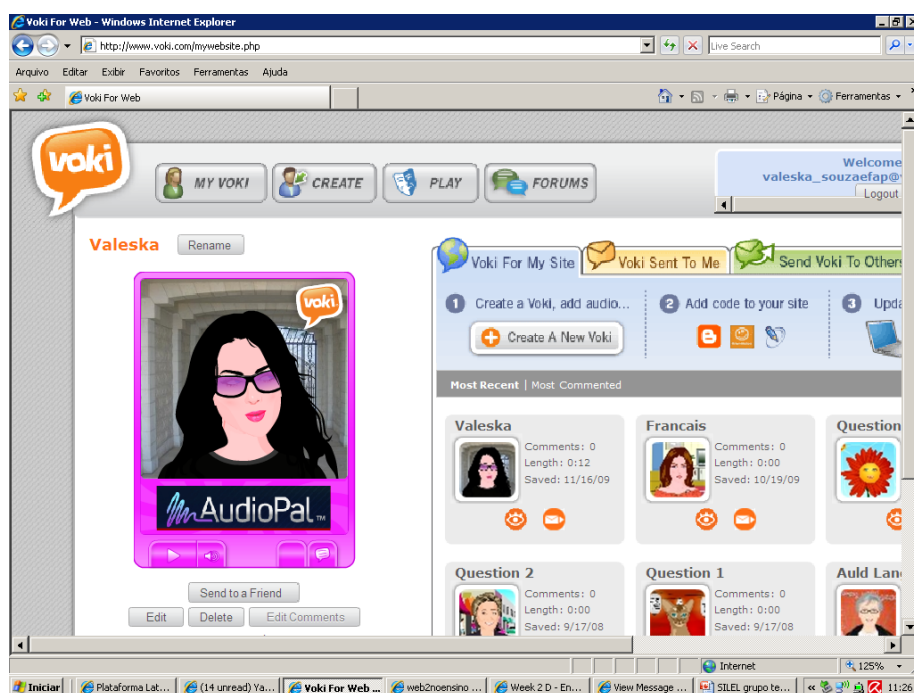 Voki For Web - Windows Internet Explorer
http://www.voki.com/mywebsite.php
Live Search
Arquivo Editar Exibir Favoritos Ferramentas Ajuda
Voki For Web
Página Ferramentas
voki
MY VOKI CREATE PLAY FORUMS
Welcome
valeska_souzaefap@
Logout
Valeska Rename
Voki For My Site Voki Sent To Me Send Voki To Others
1 Create a Voki, add audio... 2 Add code to your site 3 Upda
Create A New Voki
Most Recent | Most Commented
voki
AudioPal TM
Send to a Friend
Edit Delete Edit Comments
Valeska
Comments: 0
Length: 0:12
Saved: 11/16/09
Francais
Comments: 0
Length: 0:00
Saved: 10/19/09
Question
Question 2
Comments: 0
Length: 0:00
Saved: 9/17/08
Question 1
Comments: 0
Length: 0:00
Saved: 9/17/08
Auld Lan
Internet 125%
Iniciar Plataforma Lat... (14 unread) Ya... Voki For Web ... web2noensino ... Week 2 D - En... View Message ... SILEL grupo te... 11:26